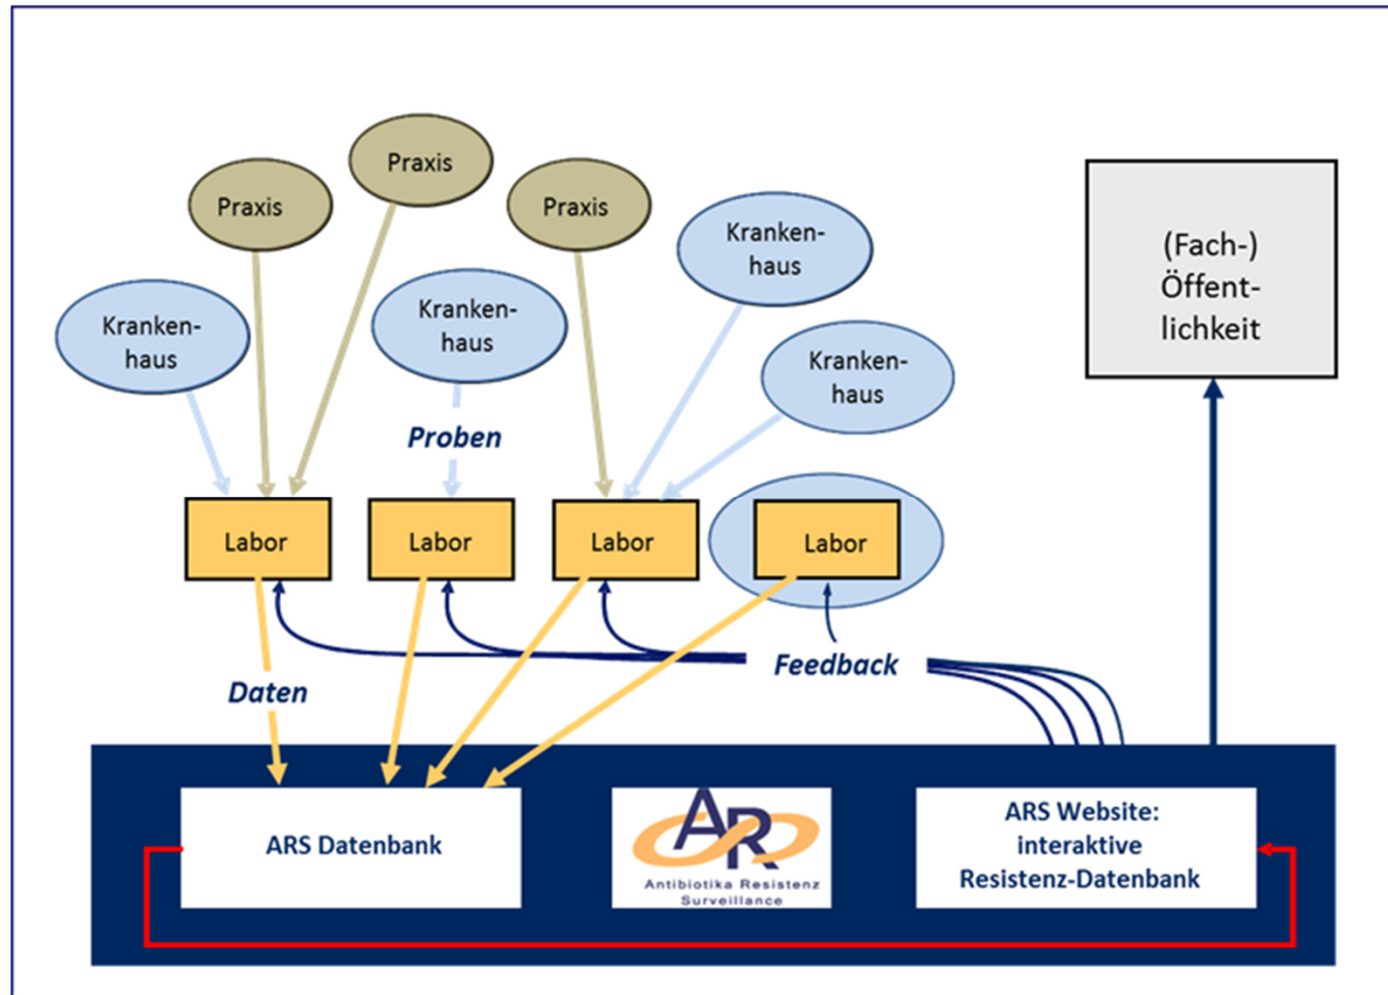 Praxis
Praxis
Praxis
Kranken-
haus
Kranken-
haus
Kranken-
haus
Kranken-
haus
(Fach-)
Öffent-
lichkeit
Proben
Labor
Labor
Labor
Labor
Daten
Feedback
ARS Datenbank
AR
Antibiotika Resistenz
Surveillance
ARS Website:
interaktive
Resistenz-Datenbank